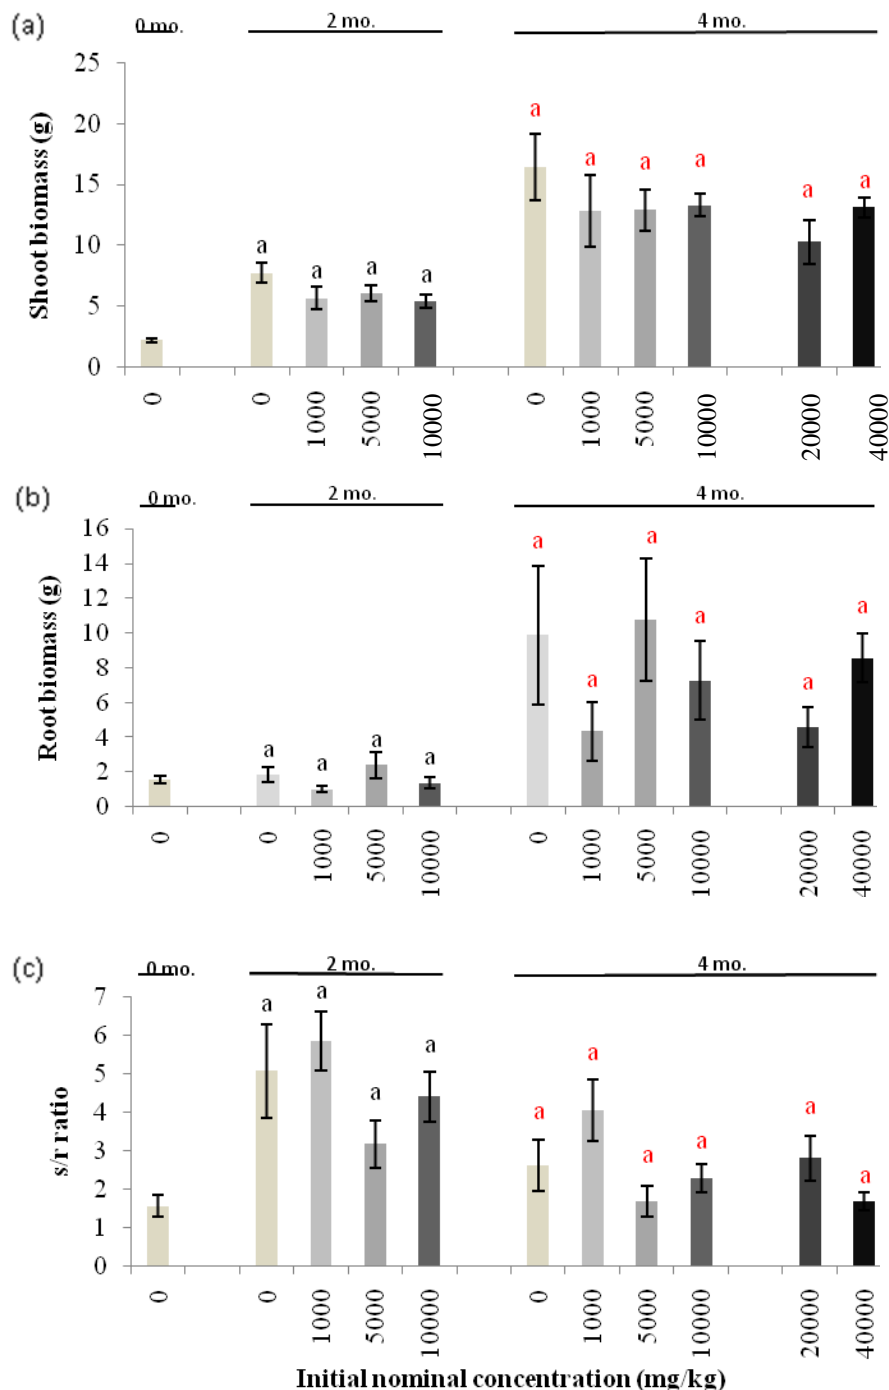 (a)
0 mo. 2 mo. 4 mo.
Shoot biomass (g)
25
20
15
10
5
0
a a a a a a a a a a
0 0 1000 5000 10000 0 1000 5000 10000 20000 40000
(b)
0 mo. 2 mo. 4 mo.
Root biomass (g)
16
14
12
10
8
6
4
2
0
a a a a a a a a a a
0 0 1000 5000 10000 0 1000 5000 10000 20000 40000
(c)
0 mo. 2 mo. 4 mo.
s/r ratio
7
6
5
4
3
2
1
0
a a a a a a a a a a
0 0 1000 5000 10000 0 1000 5000 10000 20000 40000
Initial nominal concentration (mg/kg)